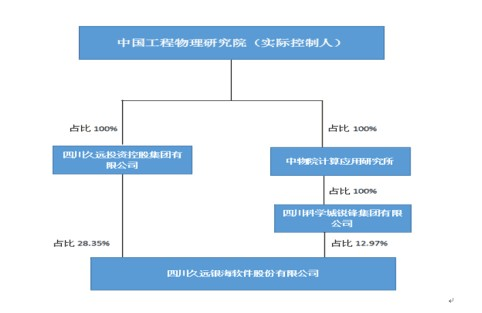 中国工程物理研究院（实际控制人）
占比 100%
占比 100%
四川久远投资控股集团有
限公司
中物院计算应用研究所
占比 100%
四川科学城锐锋集团有限
公司
占比 28.35%
占比 12.97%
四川久远银海软件股份有限公司